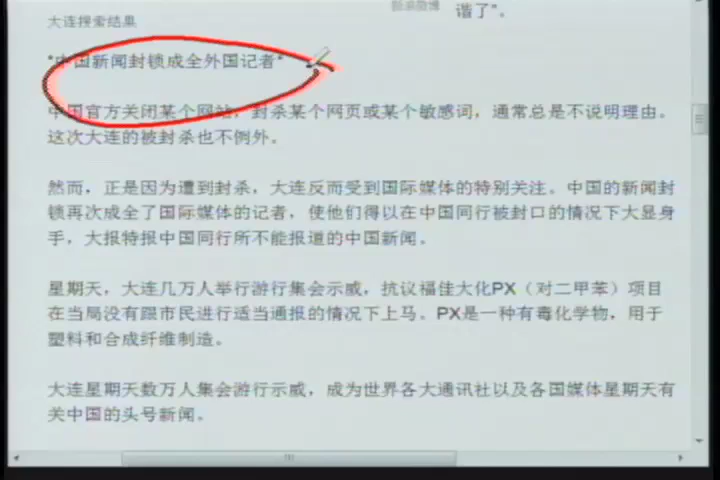 新浪微博
谐了”。
大连搜索结果
“中国新闻封锁成全外国记者”
中国官方关闭某个网站，封杀某个网页或某个敏感词，通常总是不说明理由。
这次大连的被封杀也不例外。
然而，正是因为遭到封杀，大连反而受到国际媒体的特别关注。中国的新闻封
锁再次成全了国际媒体的记者，使他们得以在中国同行被封口的情况下大显身
手，大报特报中国同行所不能报道的中国新闻。
星期天，大连几万人举行游行集会示威，抗议福佳大化PX（对二甲苯）项目
在当局没有跟市民进行适当通报的情况下上马。PX是一种有毒化学物，用于
塑料和合成纤维制造。
大连星期天数万人集会游行示威，成为世界各大通讯社以及各国媒体星期天有
关中国的头号新闻。